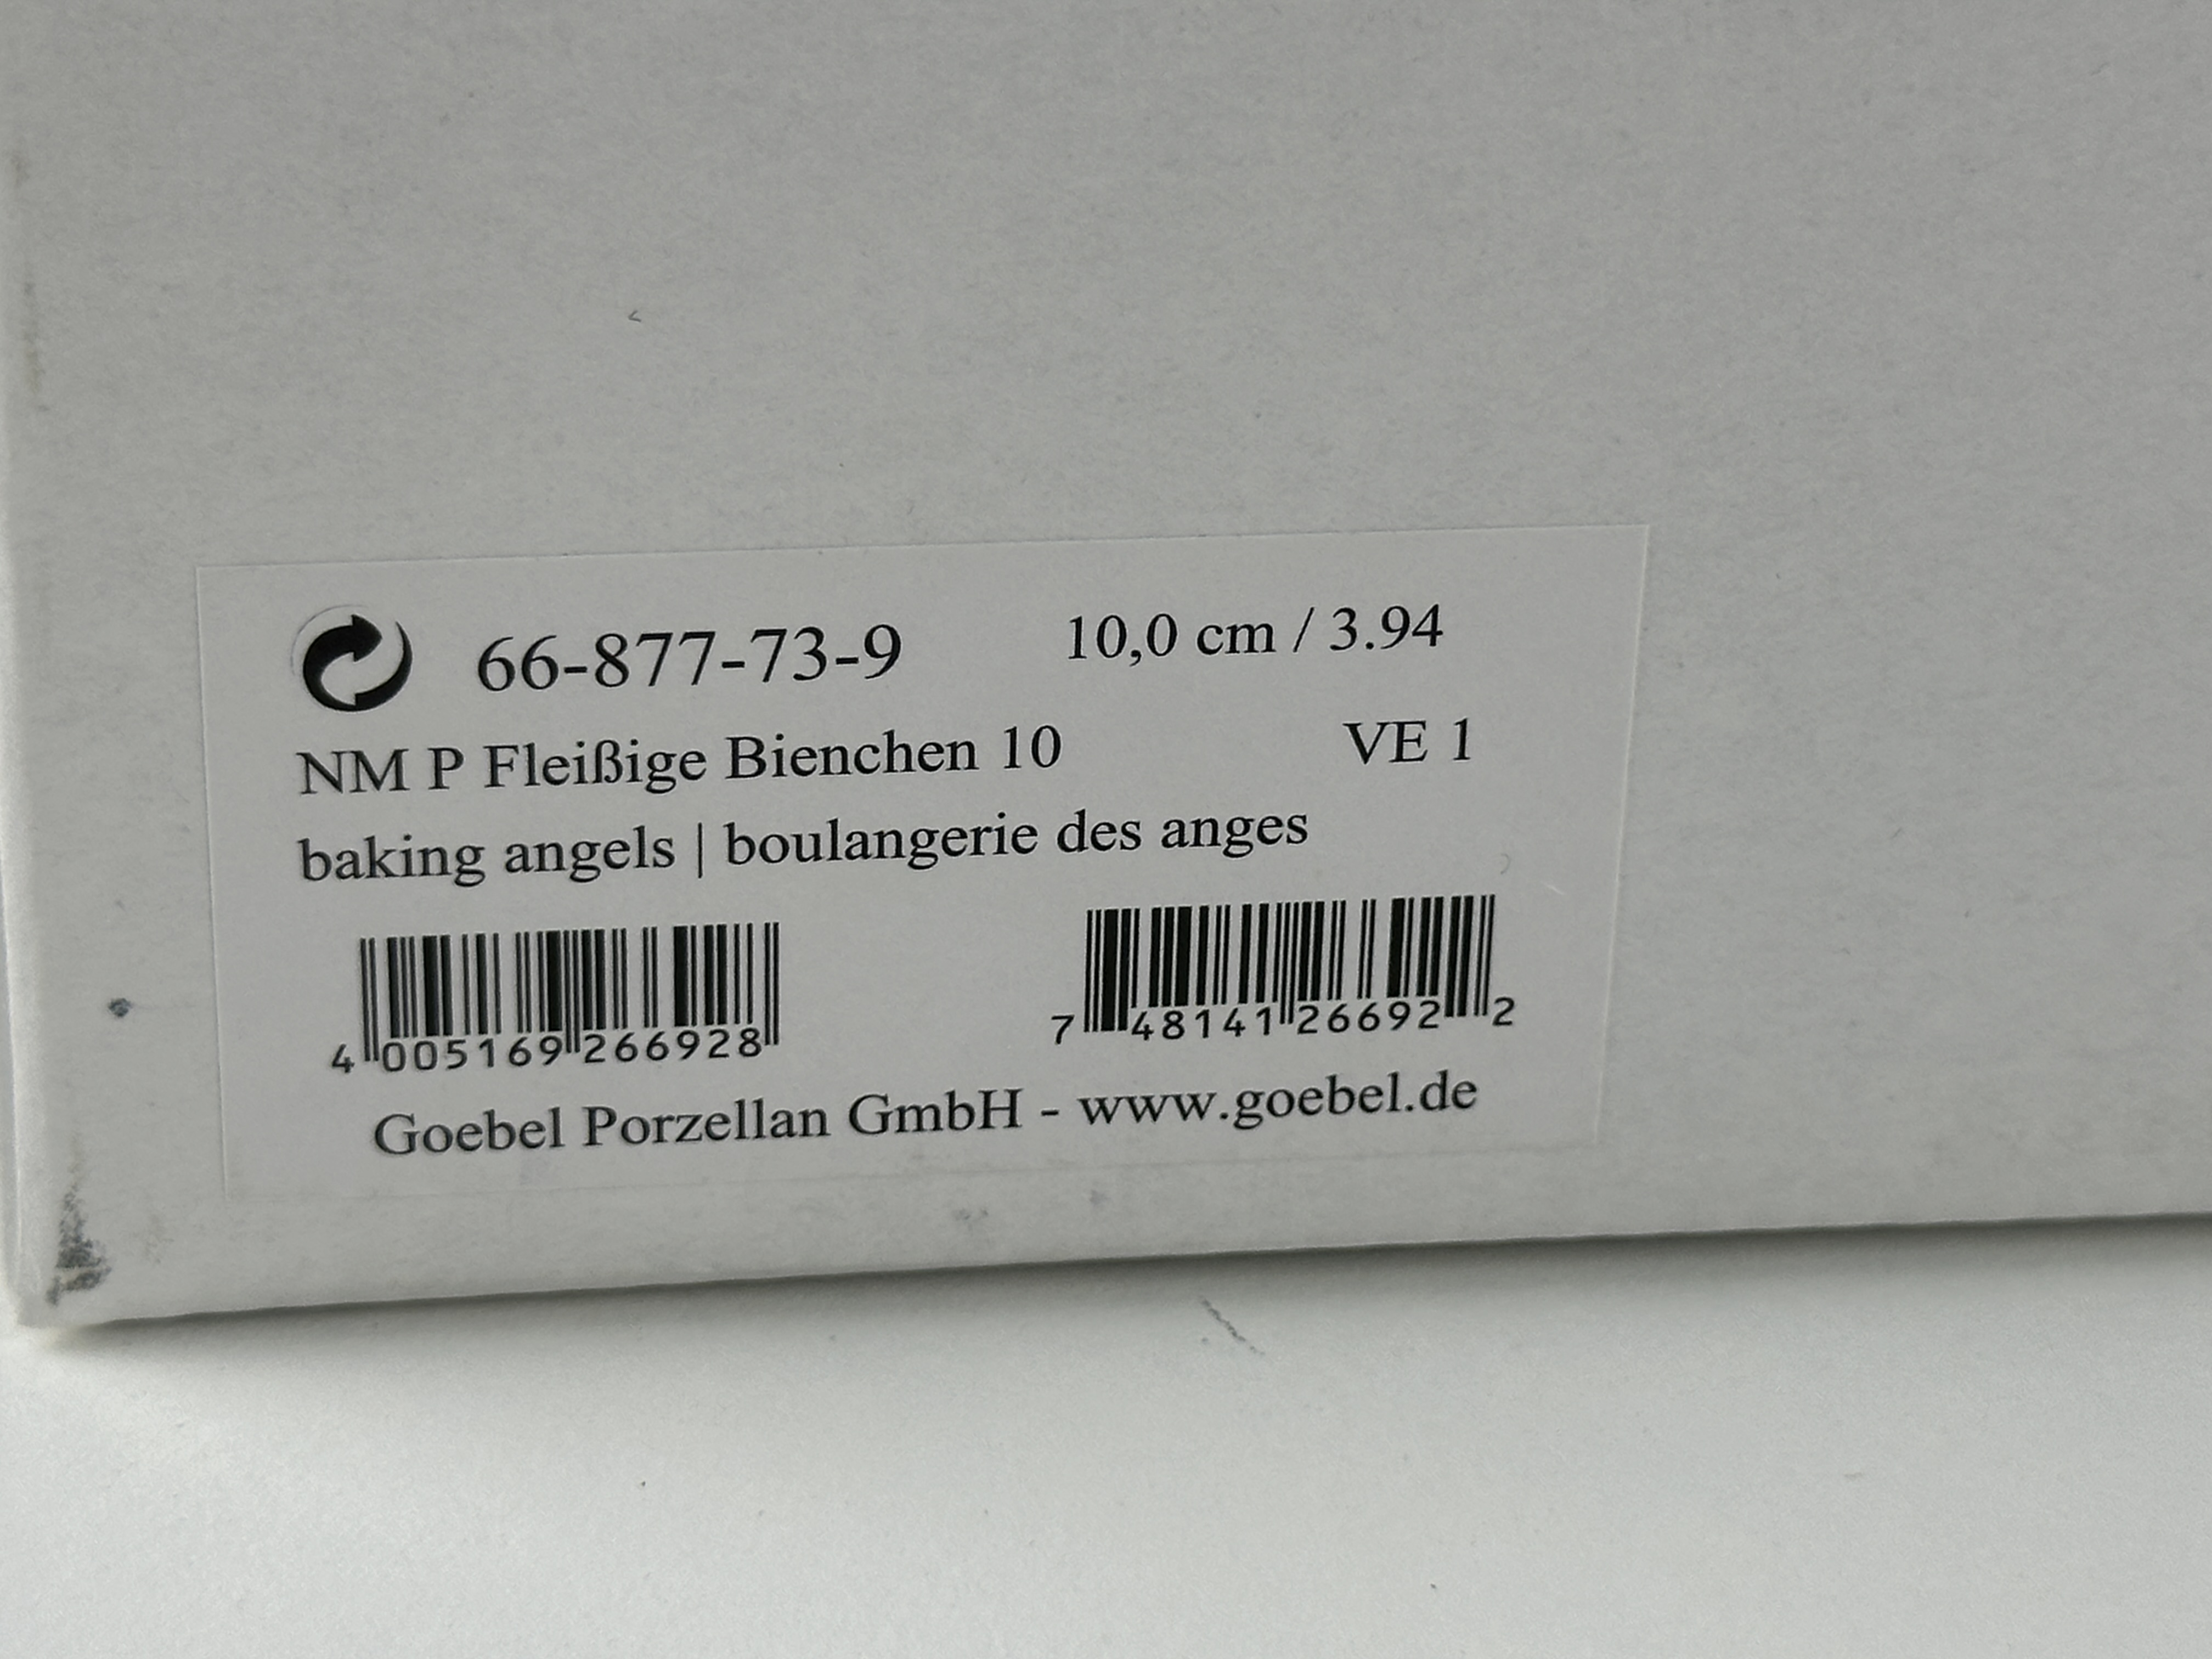 66-877-73-9 10,0 cm / 3.94
NM P Fleißige Bienchen 10 VE 1
baking angels | boulangerie des anges
4 005169 266928 7 48141 26692 2
Goebel Porzellan GmbH - www.goebel.de